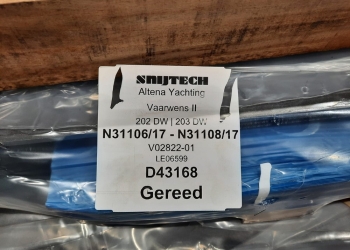 SNIJTECH
Altena Yachting
Vaarwens II
202 DW | 203 DW
N31106/17 - N31108/17
V02822-01
LE06599
D43168
Gereed